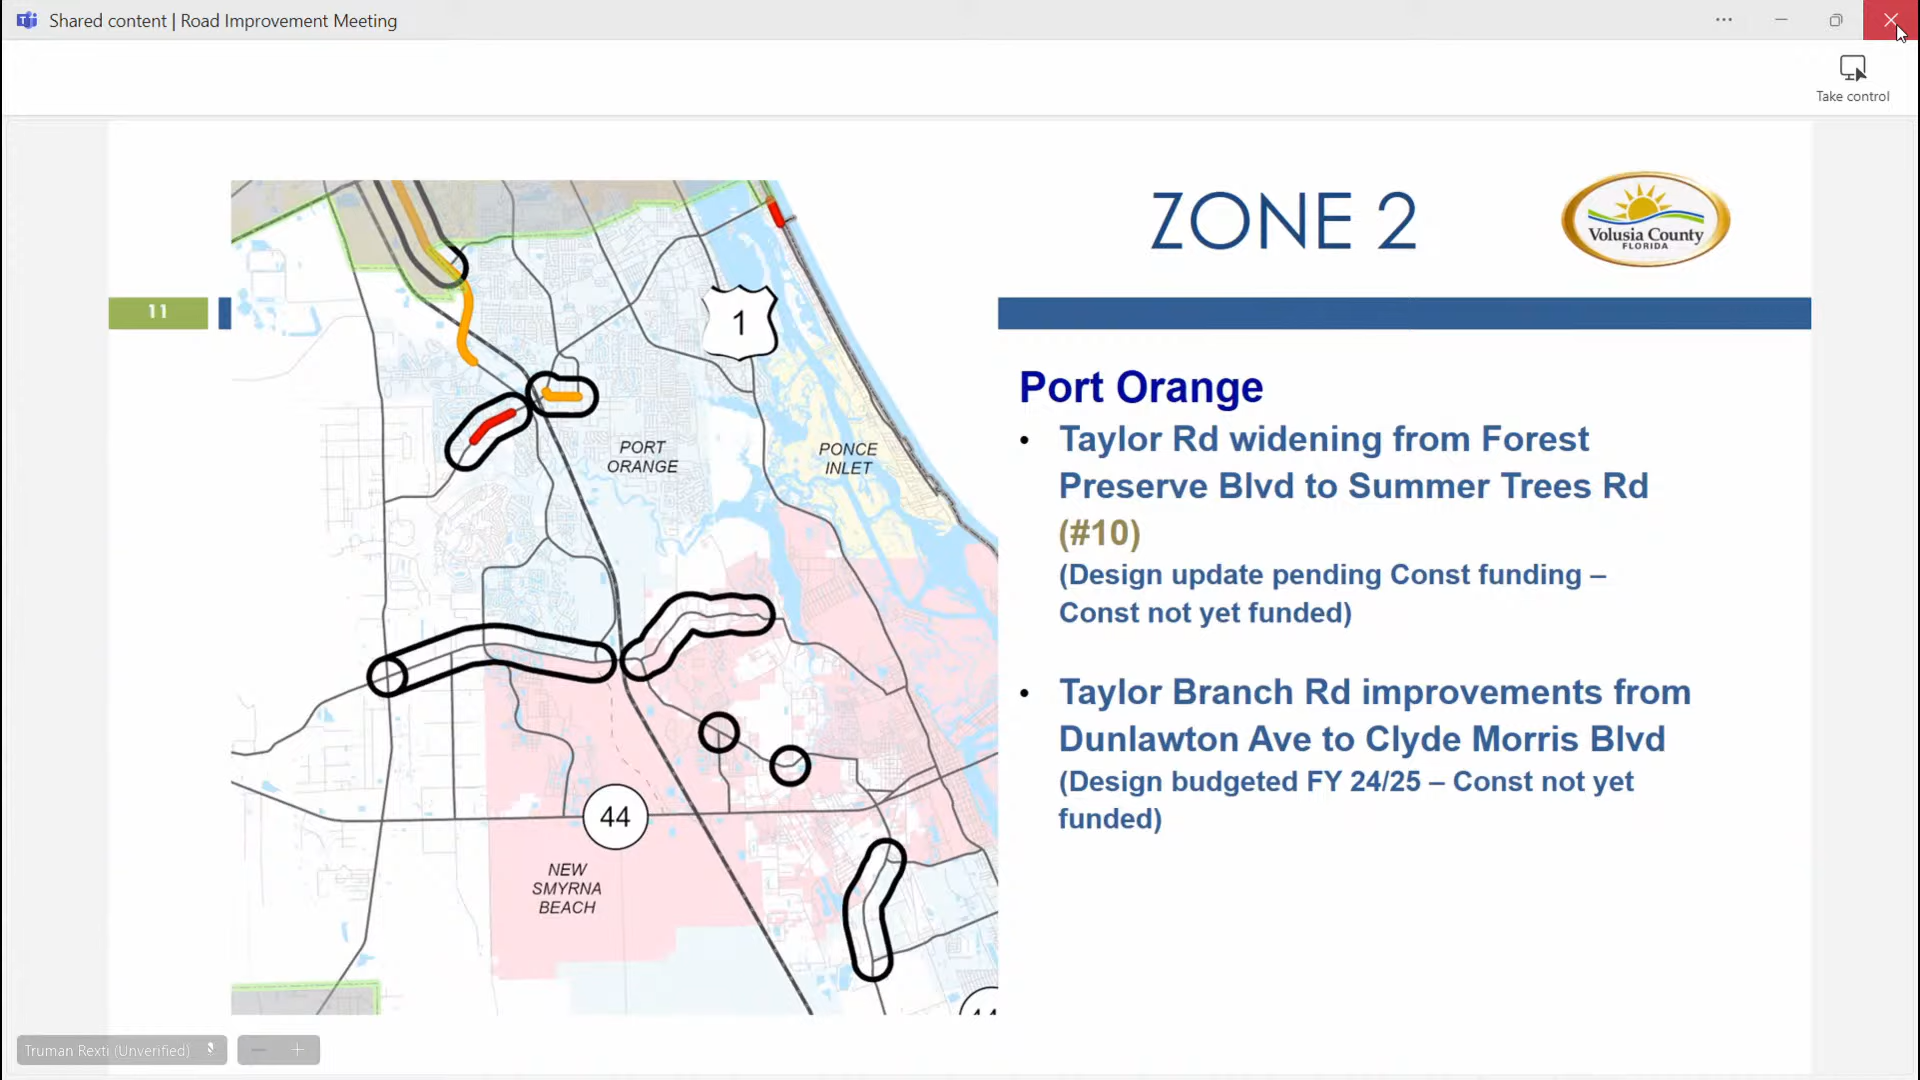 Shared content | Road Improvement Meeting
Take control
ZONE 2
Volusia County
FLORIDA
11
1
PORT
ORANGE
PONCE
INLET
44
NEW
SMYRNA
BEACH
Port Orange
• Taylor Rd widening from Forest
Preserve Blvd to Summer Trees Rd
(#10)
(Design update pending Const funding –
Const not yet funded)
• Taylor Branch Rd improvements from
Dunlawton Ave to Clyde Morris Blvd
(Design budgeted FY 24/25 – Const not yet
funded)
Truman Rexti (Unverified)